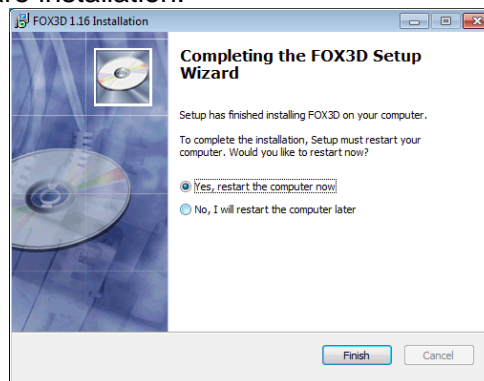 are installation.
FOX3D 1.16 Installation
Completing the FOX3D Setup
Wizard
Setup has finished installing FOX3D on your computer.
To complete the installation, Setup must restart your
computer. Would you like to restart now?
Yes, restart the computer now
No, I will restart the computer later
Finish Cancel